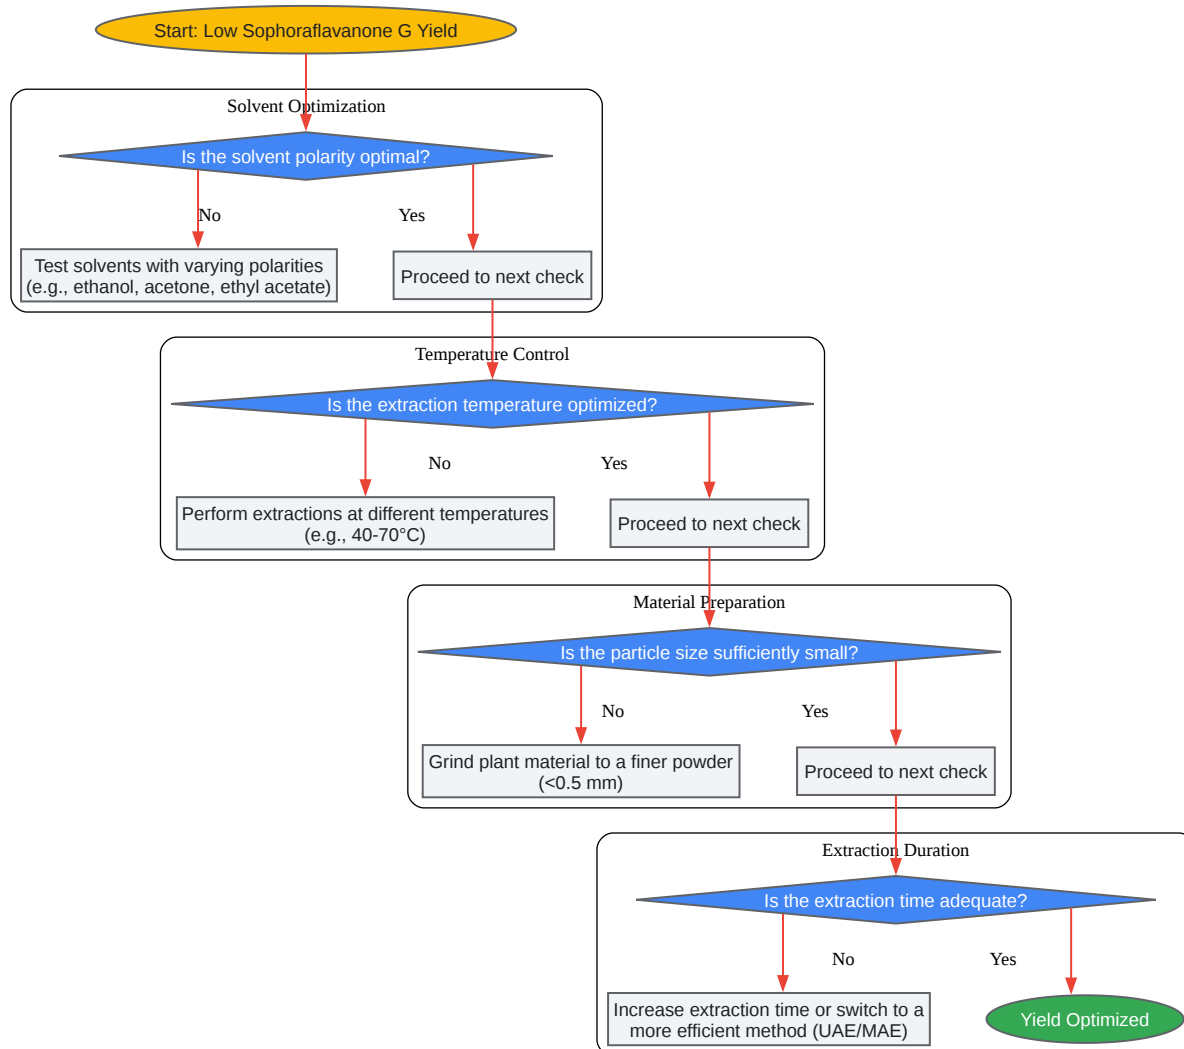 Start: Low Sophoraflavanone G Yield
Solvent Optimization
Is the solvent polarity optimal?
No
Yes
Test solvents with varying polarities
(e.g., ethanol, acetone, ethyl acetate)
Proceed to next check
Temperature Control
Is the extraction temperature optimized?
No
Yes
Perform extractions at different temperatures
(e.g., 40-70°C)
Proceed to next check
Material Preparation
Is the particle size sufficiently small?
No
Yes
Grind plant material to a finer powder
(<0.5 mm)
Proceed to next check
Extraction Duration
Is the extraction time adequate?
No
Yes
Increase extraction time or switch to a
more efficient method (UAE/MAE)
Yield Optimized